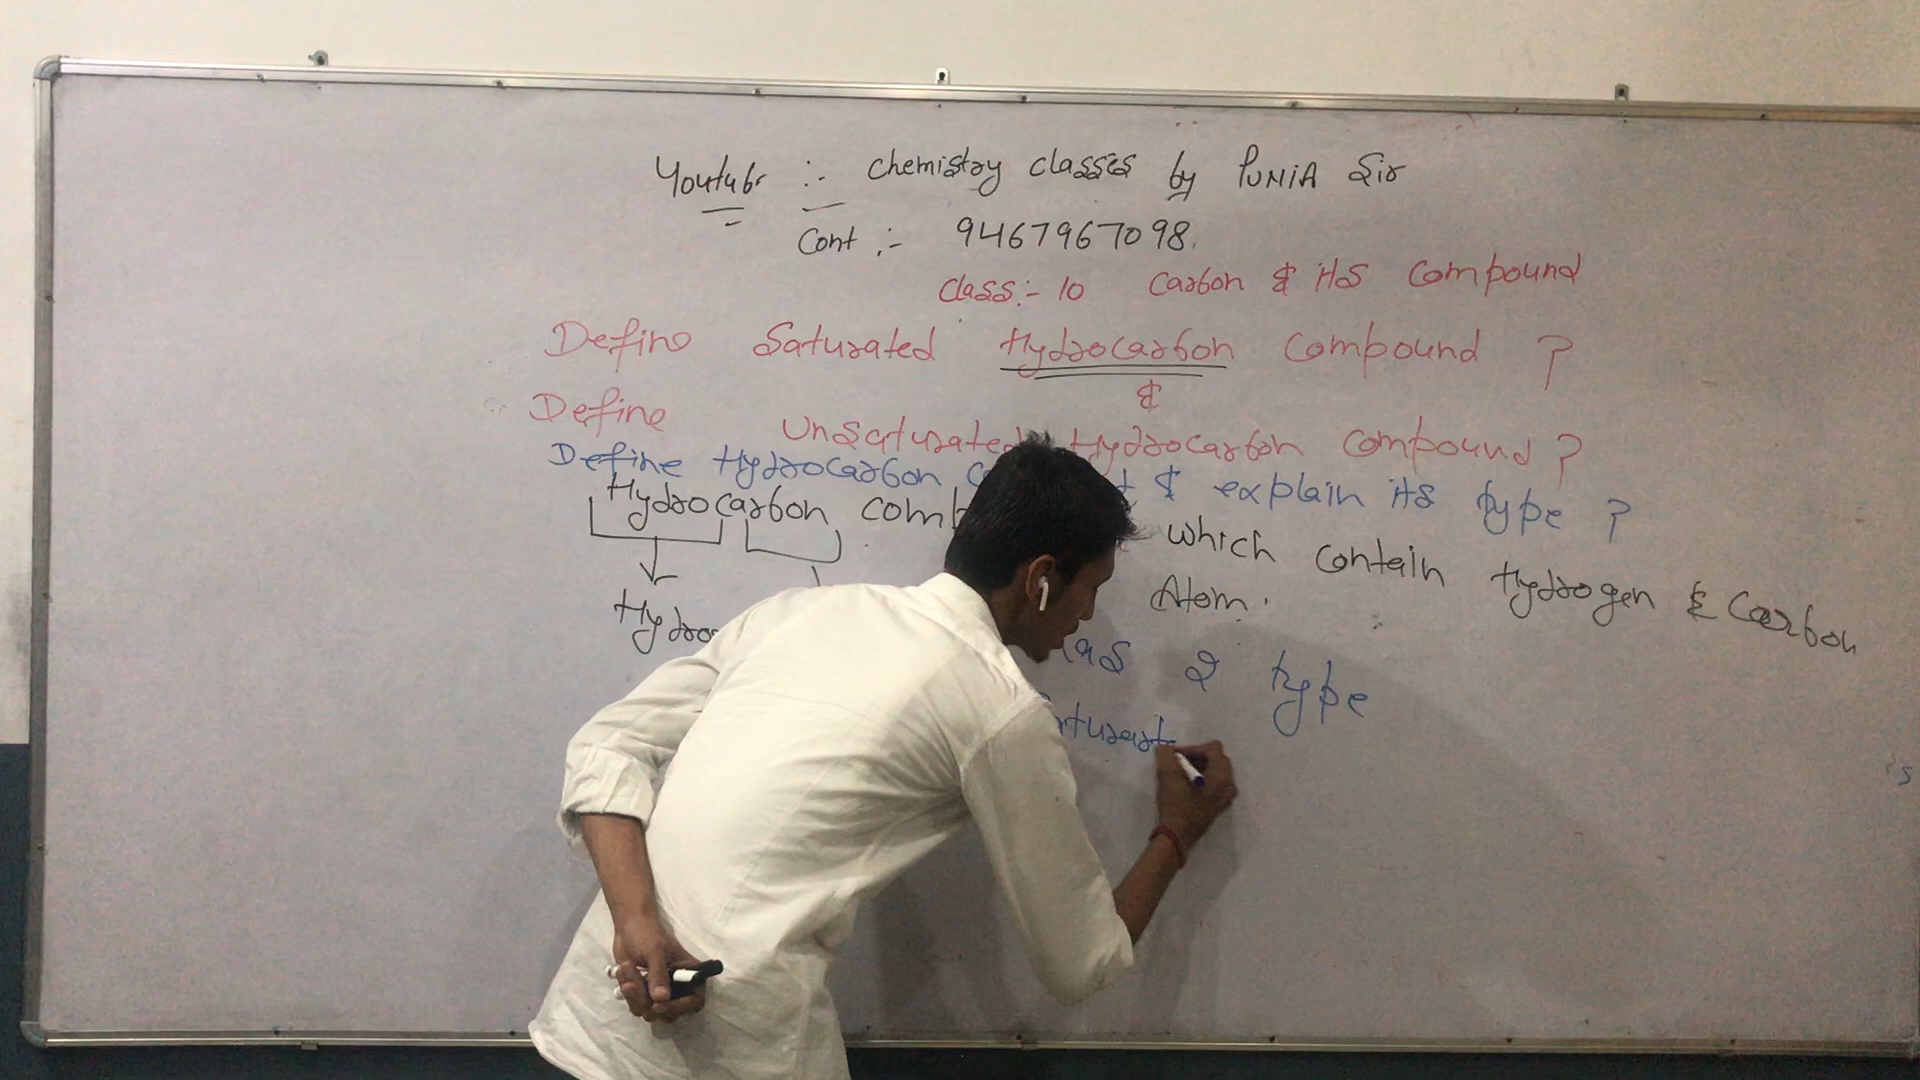 Youtube :- Chemistry classes by PUNIA Sir
Cont :- 9467967098.
Class:- 10 Carbon & its Compound
Define Saturated Hydrocarbon Compound ?
&
Define Unsaturated Hydrocarbon Compound ?
Define Hydrocarbon & explain its type ?
Hydrocarbon which contain Hydrogen & Carbon
Atom.
2 type